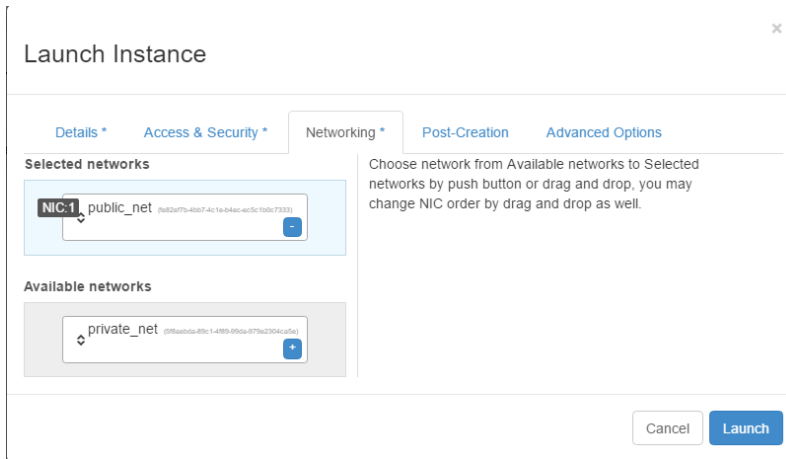 ×
Launch Instance
Details * Access & Security * Networking * Post-Creation Advanced Options
Selected networks
NIC:1 public_net
-
Choose network from Available networks to Selected
networks by push button or drag and drop, you may
change NIC order by drag and drop as well.
Available networks
private_net
+
Cancel Launch